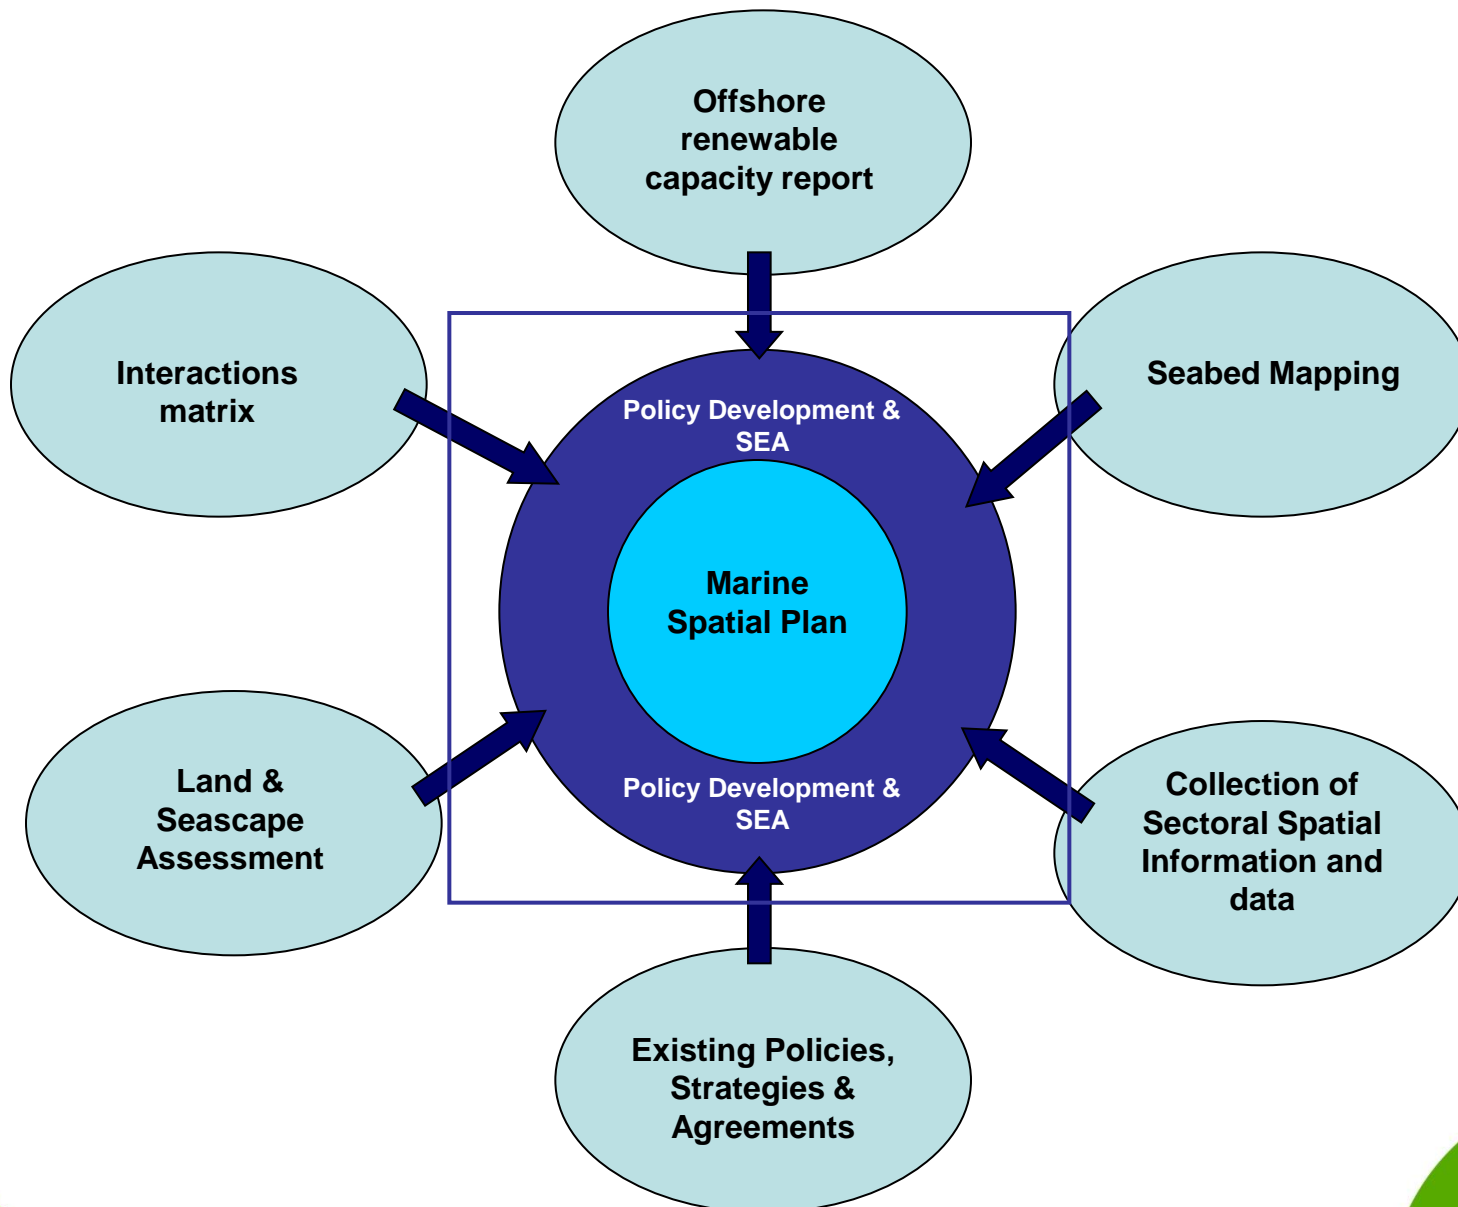 Offshore
renewable
capacity report
Interactions
matrix
Seabed Mapping
Policy Development &
SEA
Marine
Spatial Plan
Policy Development &
SEA
Land &
Seascape
Assessment
Collection of
Sectoral Spatial
Information and
data
Existing Policies,
Strategies &
Agreements